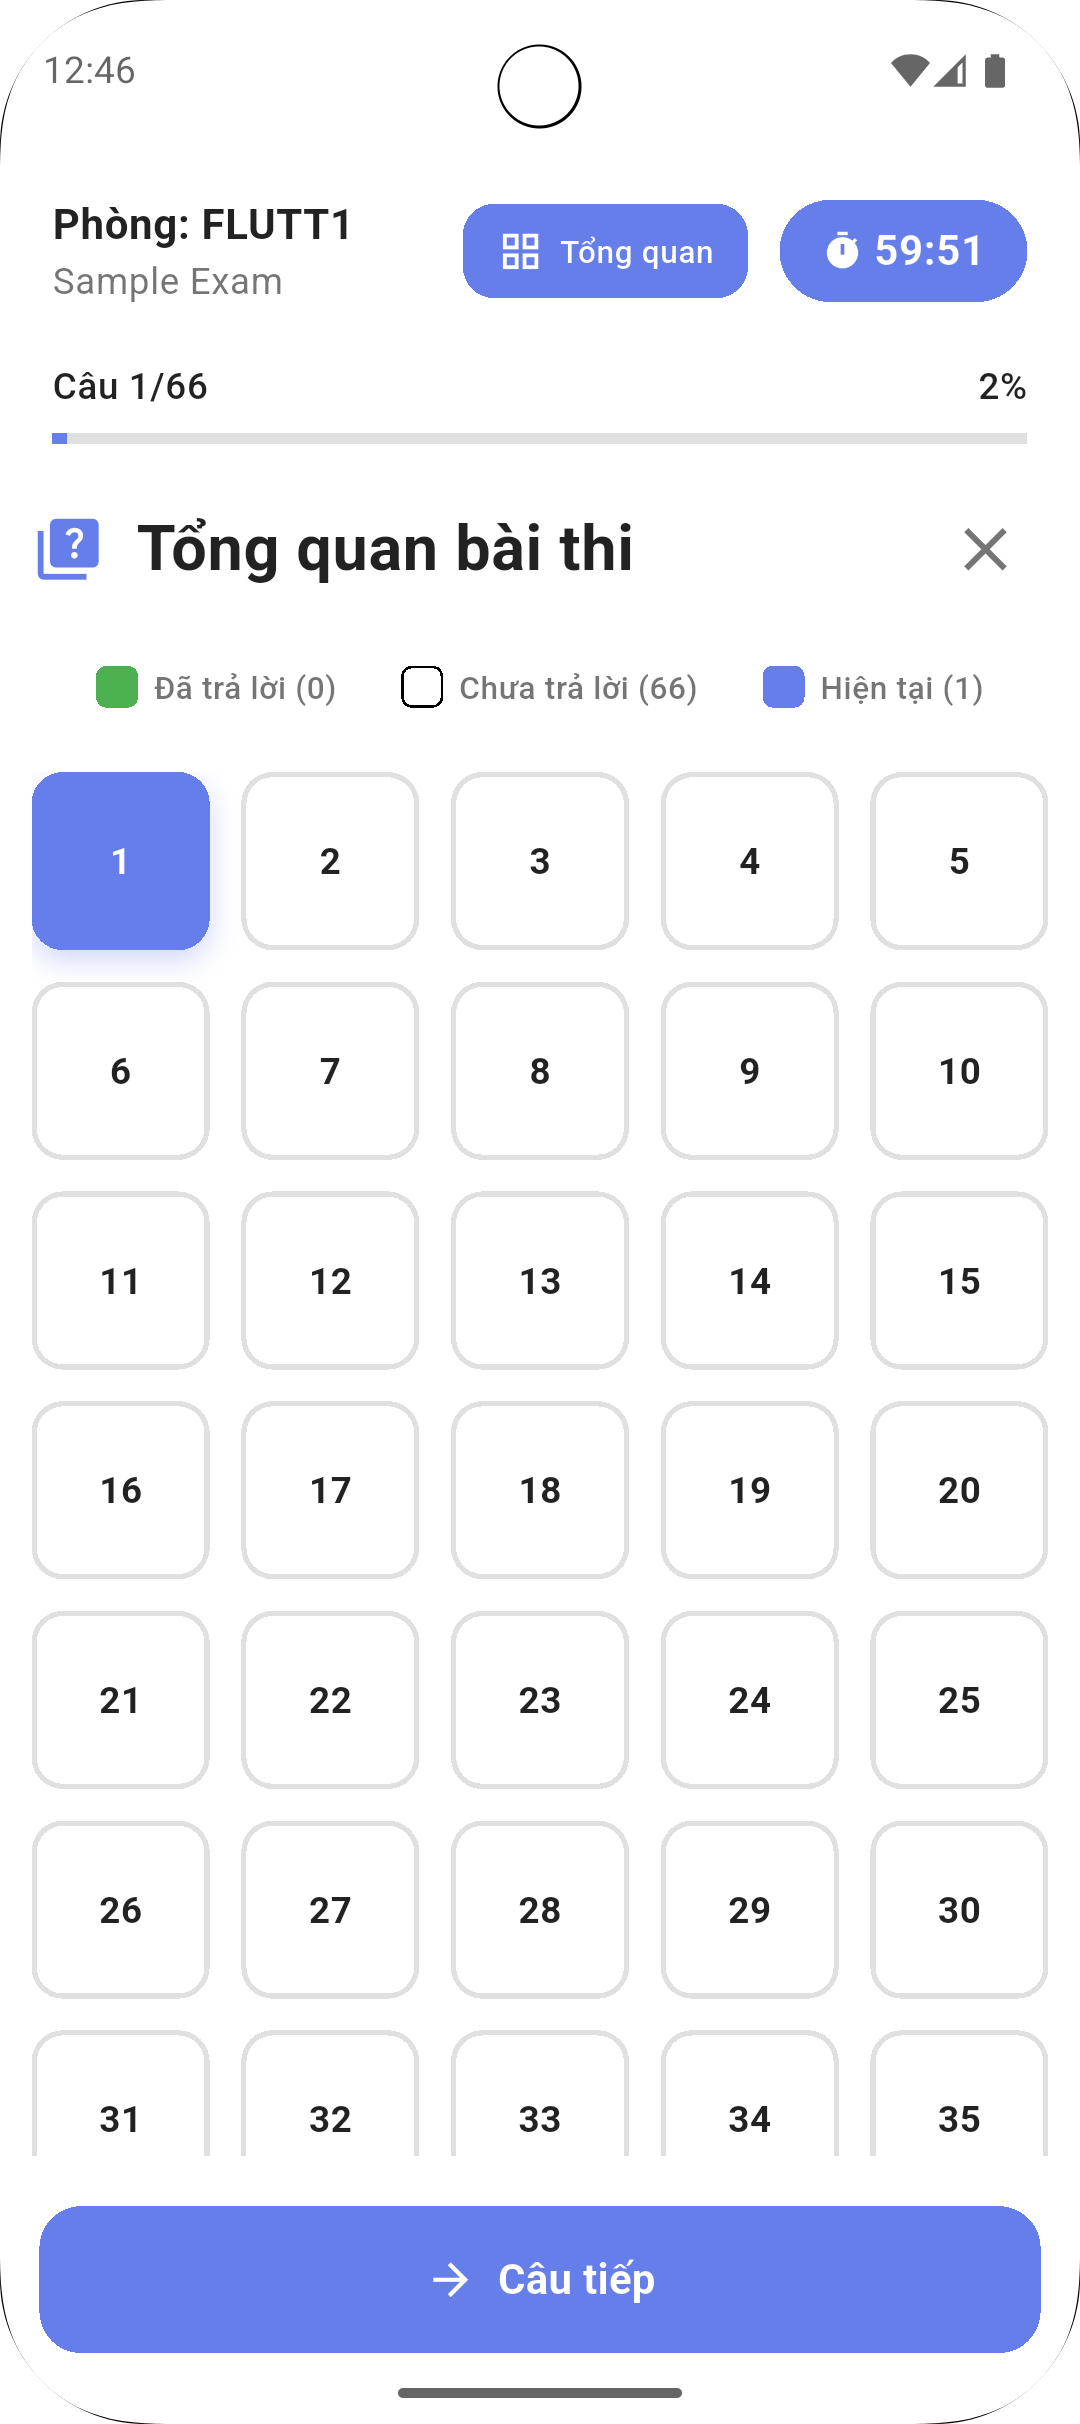 12:46
Phòng: FLUTT1
Sample Exam
Tổng quan
59:51
Câu 1/66
2%
Tổng quan bài thi
Đã trả lời (0)
Chưa trả lời (66)
Hiện tại (1)
1 2 3 4 5
6 7 8 9 10
11 12 13 14 15
16 17 18 19 20
21 22 23 24 25
26 27 28 29 30
31 32 33 34 35
Câu tiếp